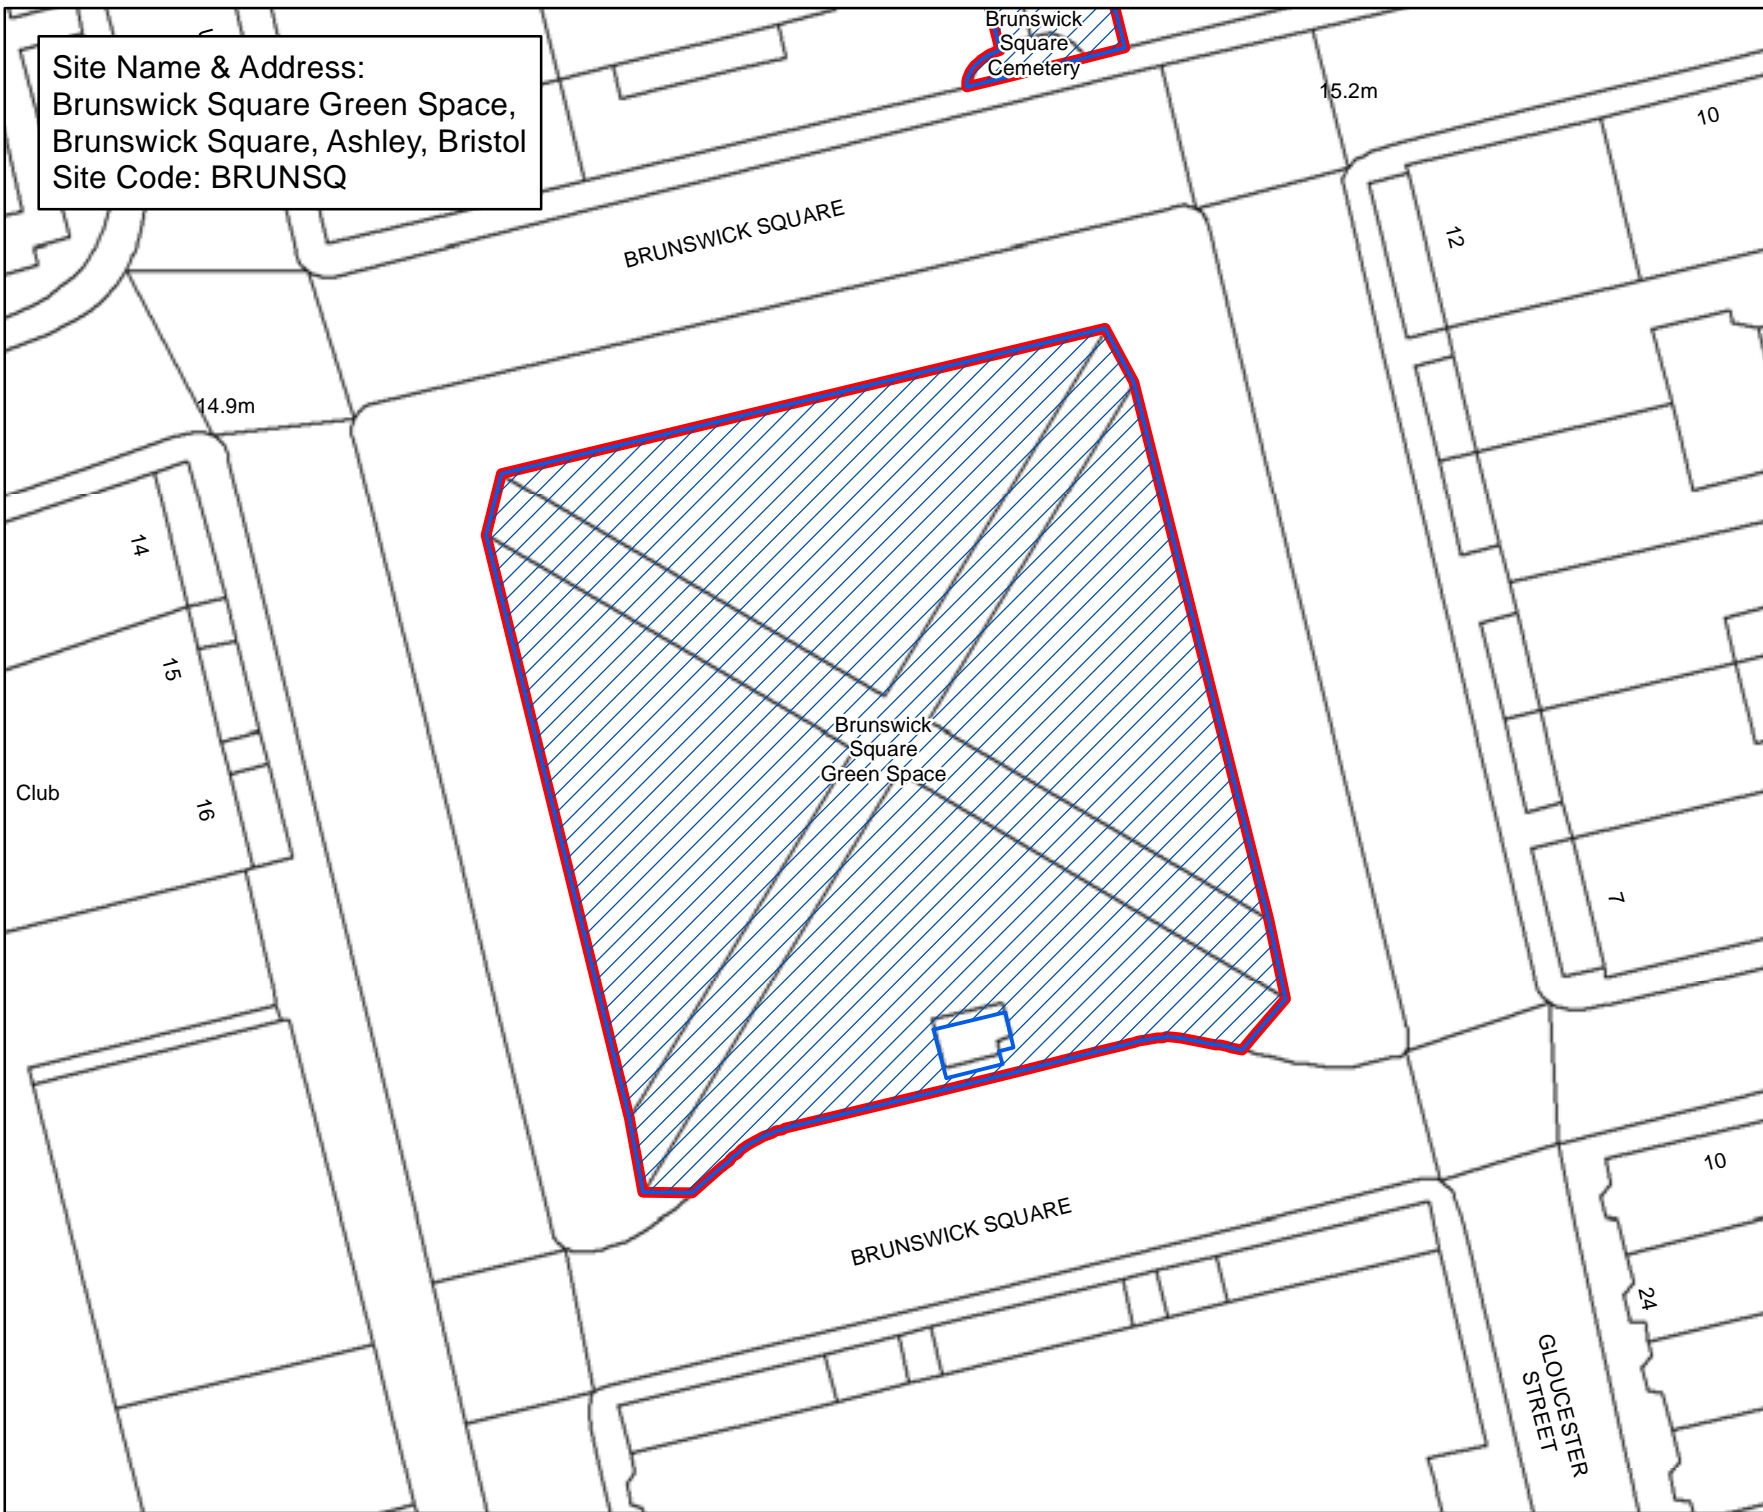 Site Name & Address:
Brunswick Square Green Space,
Brunswick Square, Ashley, Bristol
Site Code: BRUNSQ
Brunswick
Square
Cemetery
15.2m
10
BRUNSWICK SQUARE
12
14.9m
14
15
Brunswick
Square
Green Space
Club
16
7
10
BRUNSWICK SQUARE
24
GLOUCESTER
STREET